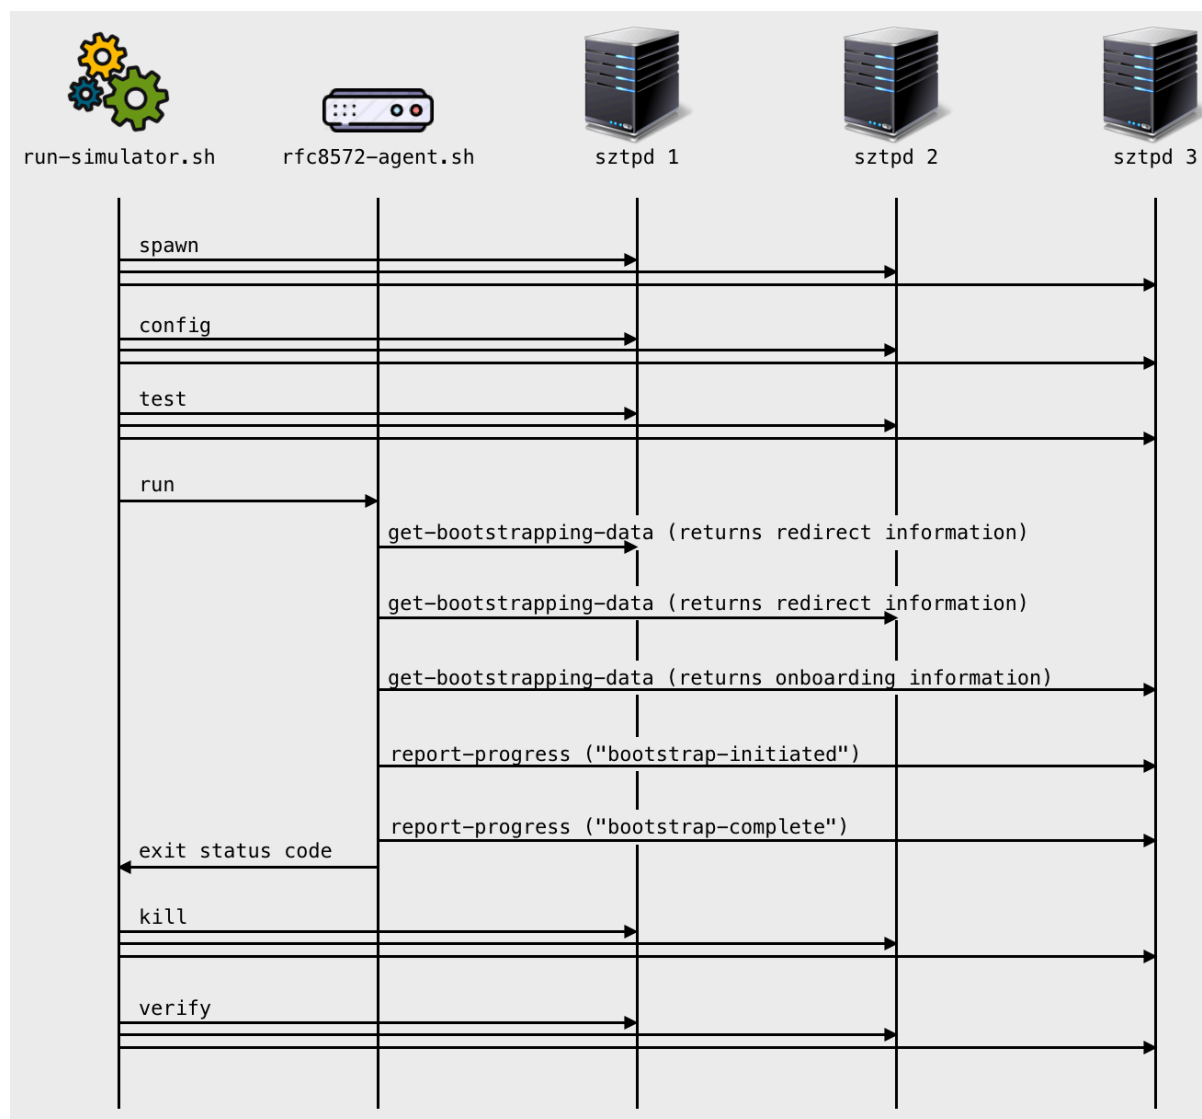 run-simulator.sh
rfc8572-agent.sh
sztpd 1
sztpd 2
sztpd 3
spawn
config
test
run
get-bootstrapping-data (returns redirect information)
get-bootstrapping-data (returns redirect information)
get-bootstrapping-data (returns onboarding information)
report-progress ("bootstrap-initiated")
report-progress ("bootstrap-complete")
exit status code
kill
verify